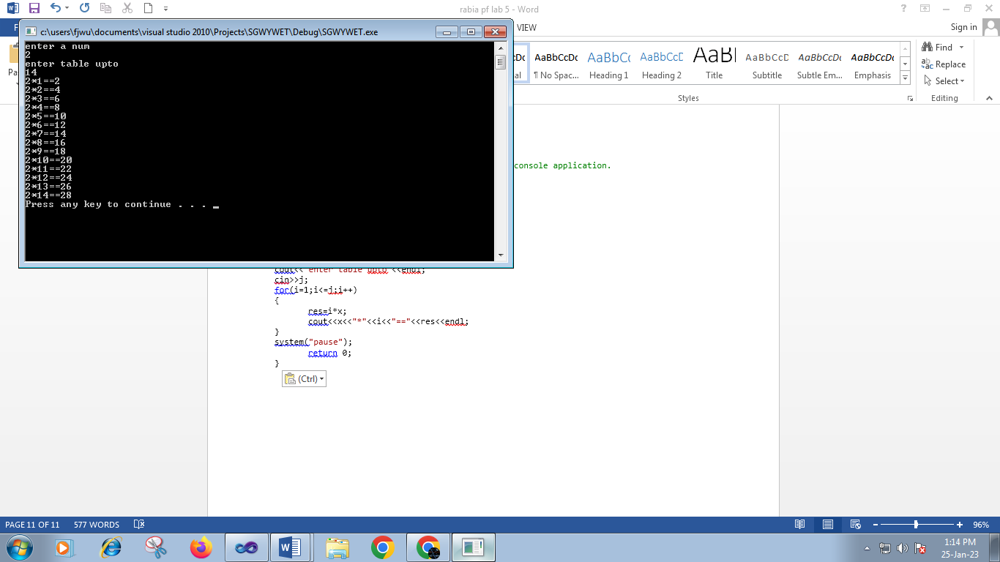 rabia pf lab 5 - Word
c:\users\fjwu\documents\visual studio 2010\Projects\SGWYWET\Debug\SGWYWET.exe
VIEW
Sign in
enter a num
2
enter table upto
14
2*1==2
2*2==4
2*3==6
2*4==8
2*5==10
2*6==12
2*7==14
2*8==16
2*9==18
2*10==20
2*11==22
2*12==24
2*13==26
2*14==28
Press any key to continue . . .
AaBbCcDc AaBbCc AaBbCcD AaBbCcD AaBbCcDc AaBbCcDc
¶ No Spac... Heading 1 Heading 2 Title Subtitle Subtle Em... Emphasis
Styles
Find
Replace
Select
Editing
console application.
cout<<"enter table upto"<<endl;
cin>>j;
for(i=1;i<=j;i++)
{
res=i*x;
cout<<x<<"*"<<i<<"=="<<res<<endl;
}
system("pause");
return 0;
}
(Ctrl)
PAGE 11 OF 11 577 WORDS
96%
1:14 PM
25-Jan-23